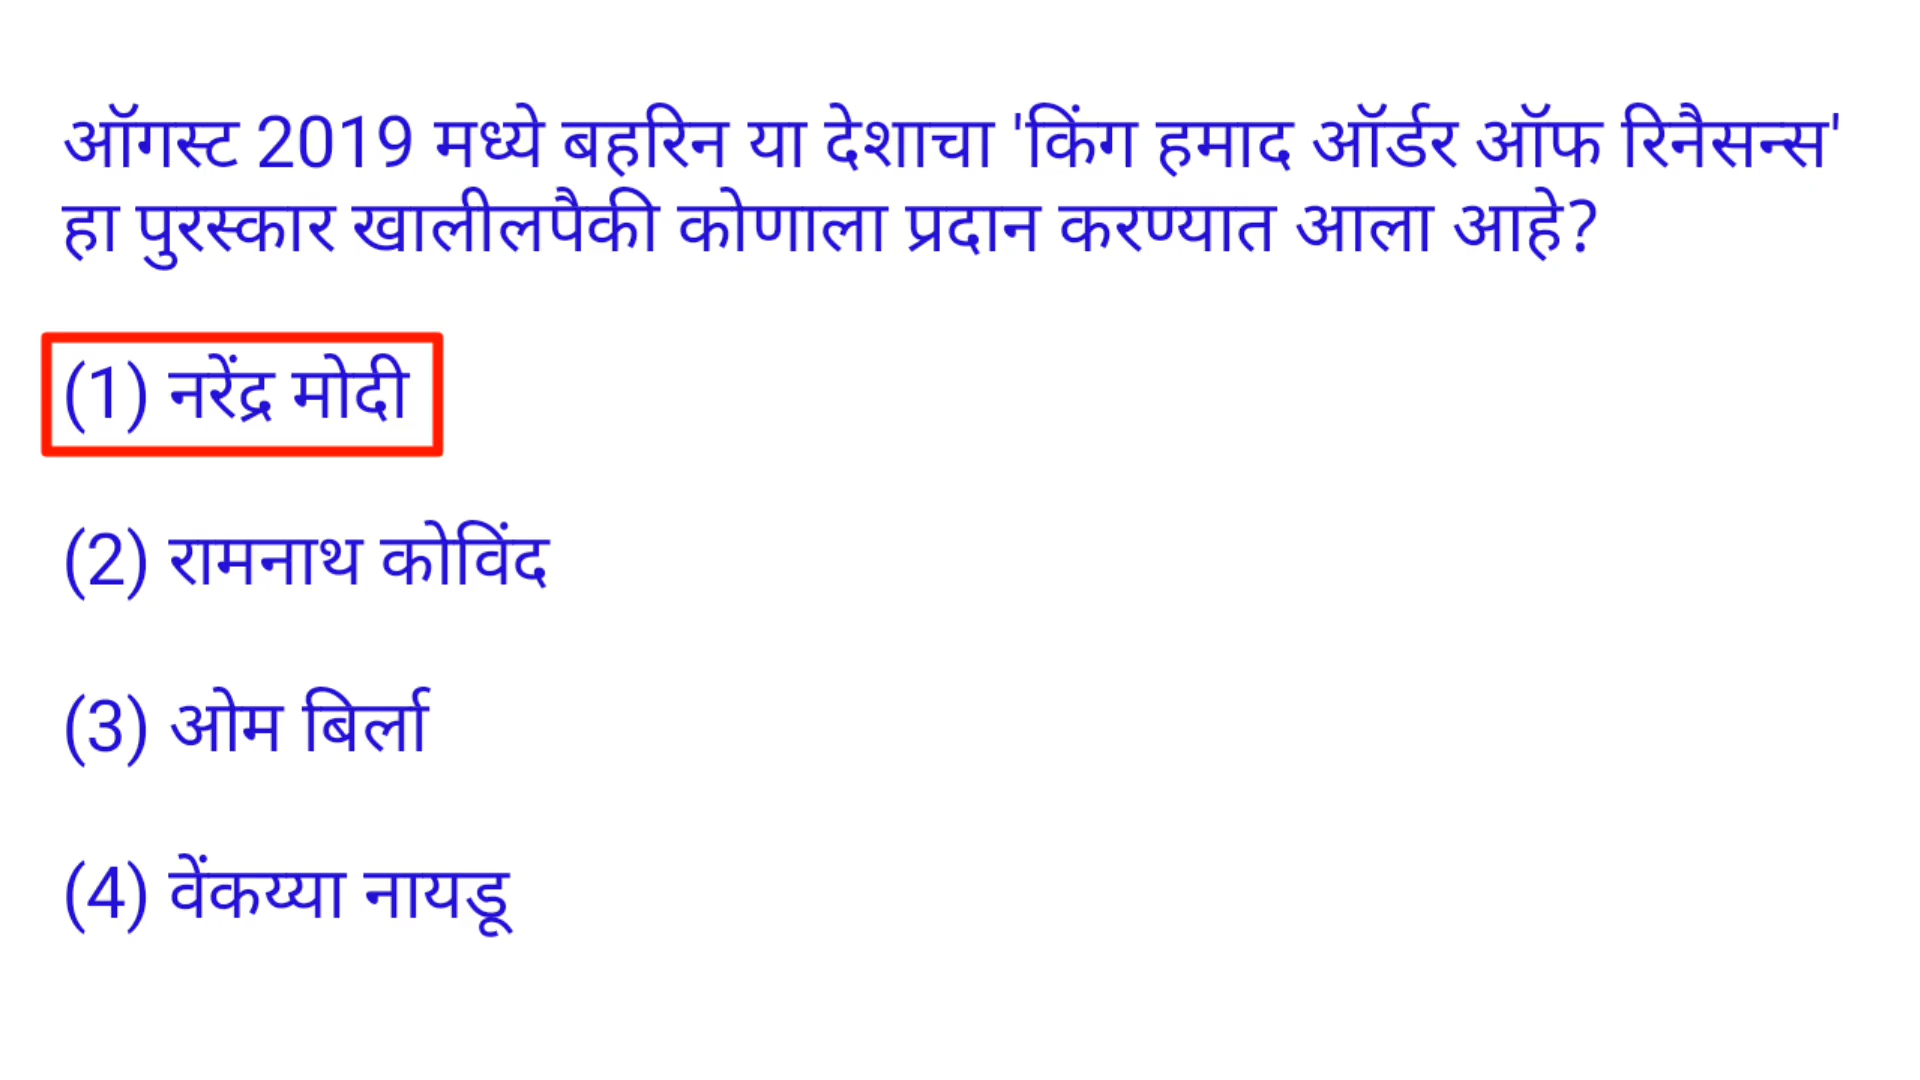 ऑगस्ट 2019 मध्ये बहरिन या देशाचा 'किंग हमाद ऑर्डर ऑफ रिनैसन्स'
हा पुरस्कार खालीलपैकी कोणाला प्रदान करण्यात आला आहे?
(1) नरेंद्र मोदी
(2) रामनाथ कोविंद
(3) ओम बिर्ला
(4) वेंकय्या नायडू